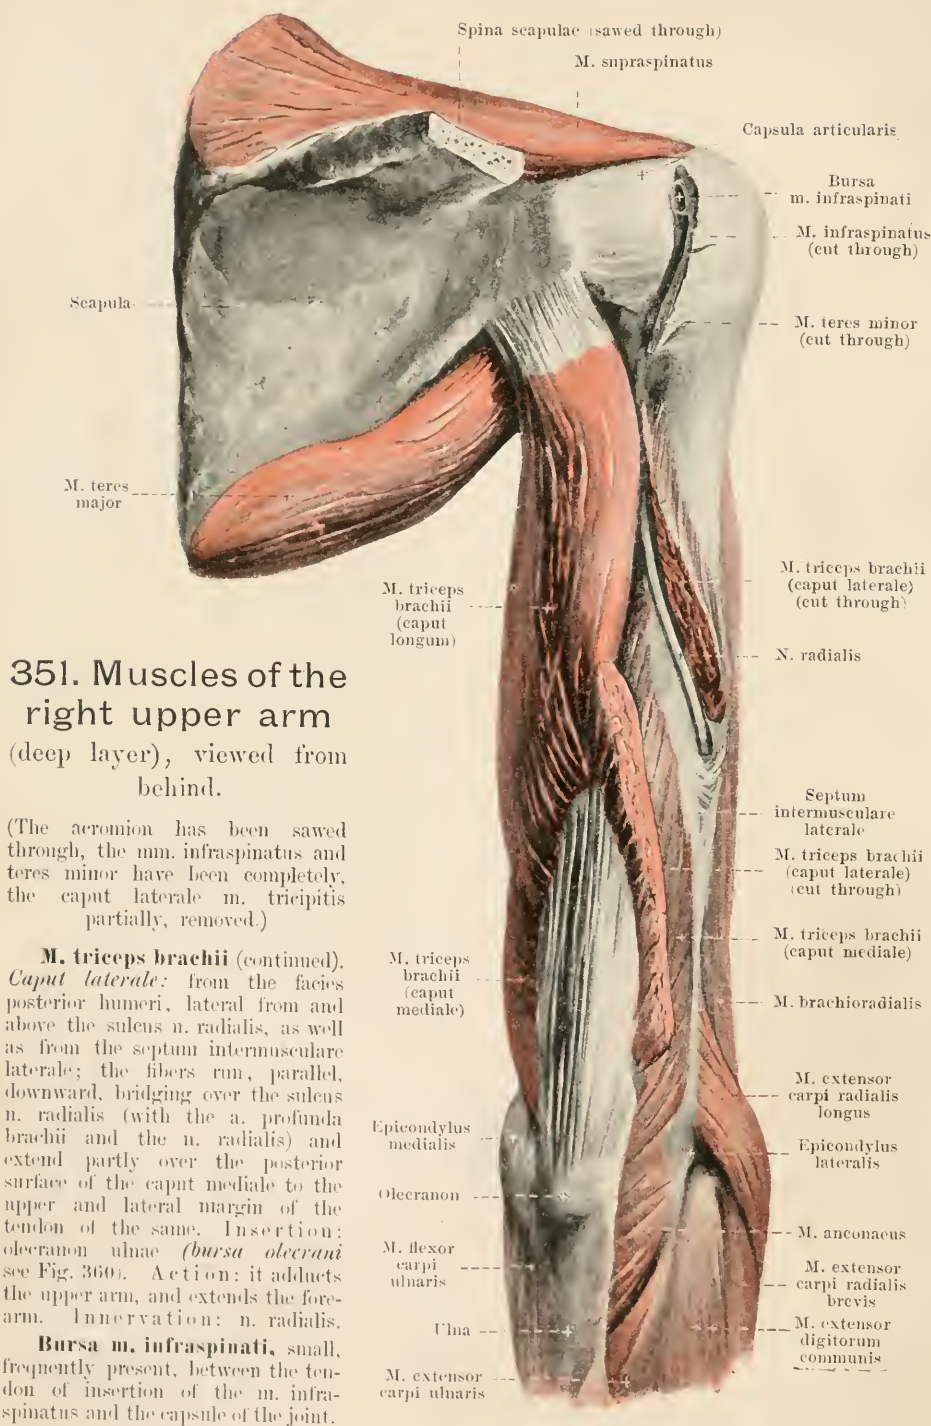 Spina scapulae (sawed through)
M. supraspinatus
Capsula articularis
Bursa
m. infraspinati
M. infraspinatus
(cut through)
Scapula
M. teres minor
(cut through)
M. teres
major
M. triceps brachii
(caput laterale)
(cut through)
M. triceps
brachii
(caput
longum)
N. radialis
351. Muscles of the
right upper arm
(deep layer), viewed from
behind.
(The acromion has been sawed
through, the mm. infraspinatus and
teres minor have been completely,
the caput laterale m. tricipitis
partially, removed.)
Septum
intermusculare
laterale
M. triceps brachii
(caput laterale)
(cut through)
M. triceps brachii
(caput mediale)
M. triceps
brachii
(caput
mediale)
M. brachioradialis
M. extensor
carpi radialis
longus
Epicondylus
medialis
Epicondylus
lateralis
Olecranon
M. anconaeus
M. flexor
carpi
ulnaris
M. extensor
carpi radialis
brevis
Ulna
M. extensor
digitorum
communis
M. extensor
carpi ulnaris
M. triceps brachii (continued).
Caput laterale: from the facies
posterior humeri, lateral from and
above the sulcus n. radialis, as well
as from the septum intermusculare
laterale; the fibers run, parallel,
downward, bridging over the sulcus
n. radialis (with the a. profunda
brachii and the n. radialis) and
extend partly over the posterior
surface of the caput mediale to the
upper and lateral margin of the
tendon of the same. Insertion:
olecranon ulnae (bursa olecrani
see Fig. 360). Action: it adducts
the upper arm, and extends the fore-
arm. Innervation: n. radialis.
Bursa m. infraspinati, small,
frequently present, between the ten-
don of insertion of the m. infra-
spinatus and the capsule of the joint.